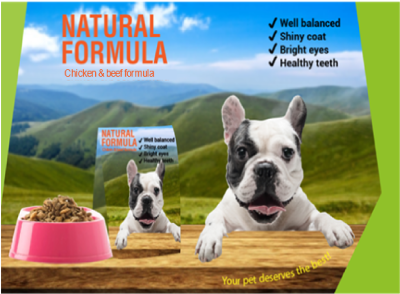 NATURAL
FORMULA
Chicken & beef formula
✓ Well balanced
✓ Shiny coat
✓ Bright eyes
✓ Healthy teeth
NATURAL
FORMULA
✓ Well balanced
✓ Shiny coat
✓ Bright eyes
✓ Healthy teeth
Your pet deserves the best!